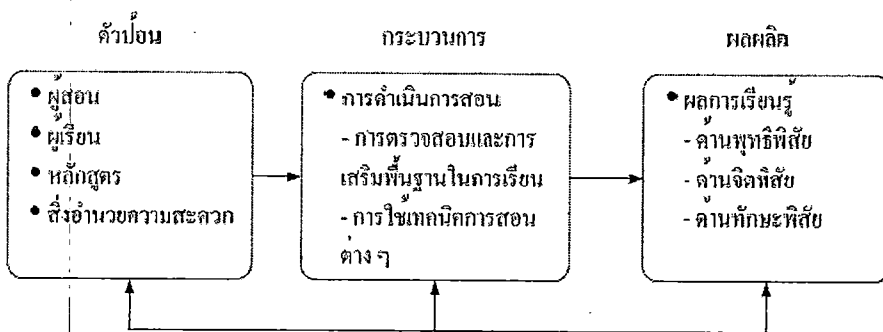 ตัวป้อน
กระบวนการ
ผลผลิต
• ผู้สอน
• ผู้เรียน
• หลักสูตร
• สิ่งอำนวยความสะดวก
• การดำเนินการสอน
- การตรวจสอบและการ
เสริมพื้นฐานในการเรียน
- การใช้เทคนิคการสอน
ต่าง ๆ
• ผลการเรียนรู้
- ด้านพุทธิพิสัย
- ด้านจิตพิสัย
- ด้านทักษะพิสัย